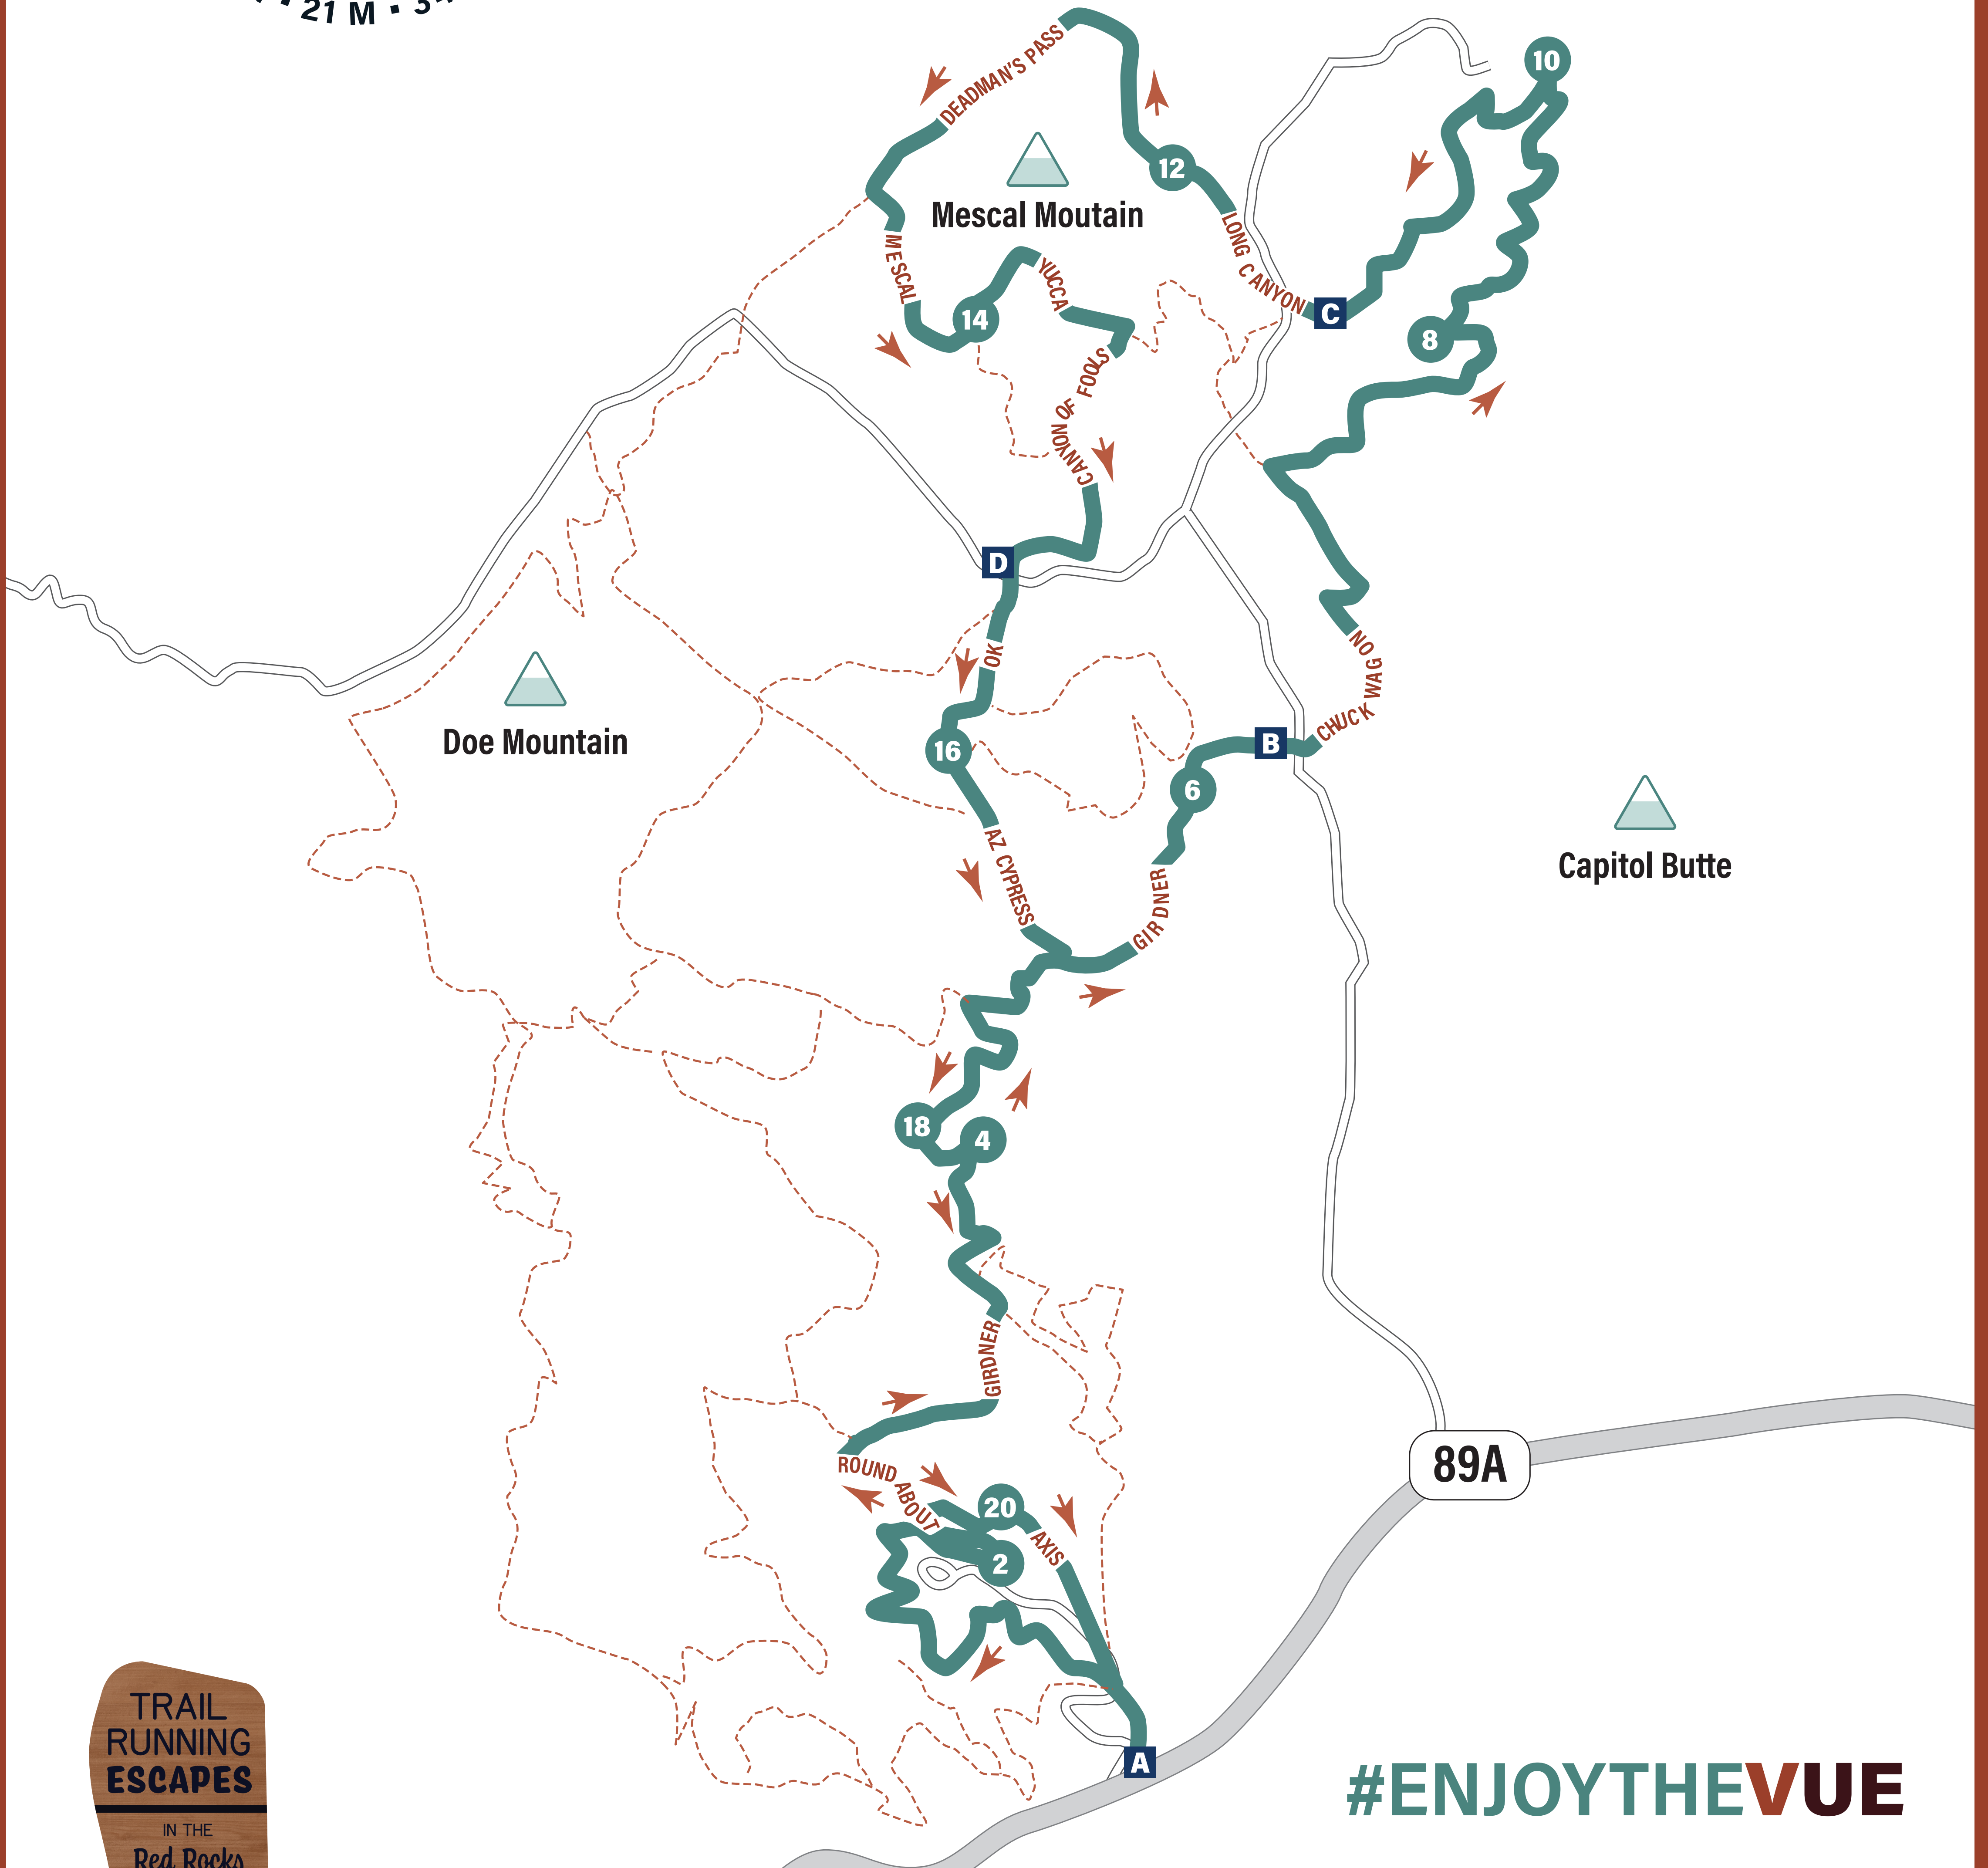 21 M
DEADMAN'S PASS
10
12
Mescal Moutain
LONG CANYON
MESCAL
YUCCA
14
C
8
CANYON OF FOOLS
D
NO WAG
OK
Doe Mountain
CHUCK
B
16
6
AZ CYPRESS
Capitol Butte
GIRDNER
18
4
GIRDNER
89A
ROUND ABOUT
20
AXIS
2
A
TRAIL
RUNNING
ESCAPES
IN THE
Red Rocks
#ENJOYTHEVUE